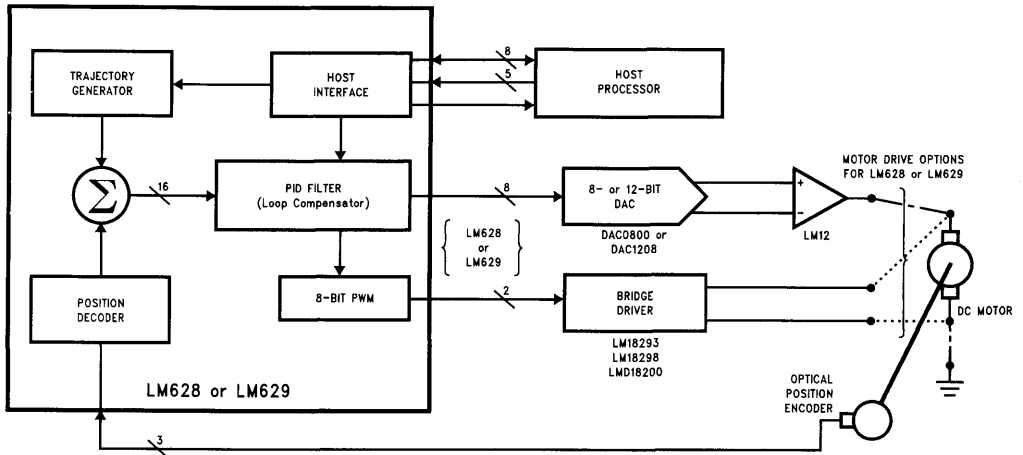 TRAJECTORY
GENERATOR
HOST
INTERFACE
8
5
HOST
PROCESSOR
Σ
16
PID FILTER
(Loop Compensator)
8
8- or 12-BIT
DAC
DAC0800 or
DAC1208
+
−
LM12
MOTOR DRIVE OPTIONS
FOR LM628 or LM629
LM628
or
LM629
POSITION
DECODER
8-BIT PWM
2
BRIDGE
DRIVER
LM18293
LM18298
LMD18200
DC MOTOR
LM628 or LM629
OPTICAL
POSITION
ENCODER
3